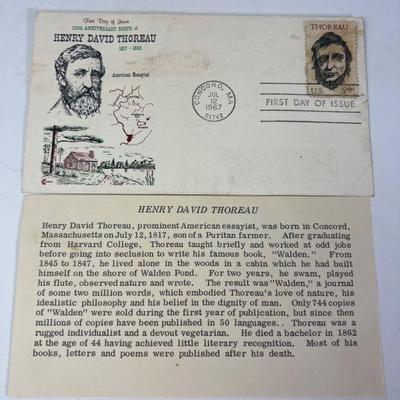 First Day of Issue
150th ANNIVERSARY BIRTH of
HENRY DAVID THOREAU
1817 - 1862
American Essayist
CONCORD, MA
JUL
12
1967
01742
THOREAU
U.S.
FIRST DAY OF ISSUE
HENRY DAVID THOREAU
Henry David Thoreau, prominent American essayist, was born in Concord,
Massachusetts on July 12, 1817, son of a Puritan farmer. After graduating
from Harvard College, Thoreau taught briefly and worked at odd jobs
before going into seclusion to write his famous book, "Walden." From
1845 to 1847, he lived alone in the woods in a cabin which he had built
himself on the shore of Walden Pond. For two years, he swam, played
his flute, observed nature and wrote. The result was "Walden," a journal
of some two million words, which embodied Thoreau's love of nature, his
idealistic philosophy and his belief in the dignity of man. Only 744 copies
of "Walden" were sold during the first year of publication, but since then
millions of copies have been published in 50 languages.. Thoreau was a
rugged individualist and a devout vegetarian. He died a bachelor in 1862
at the age of 44 having achieved little literary recognition. Most of his
books, letters and poems were published after his death.